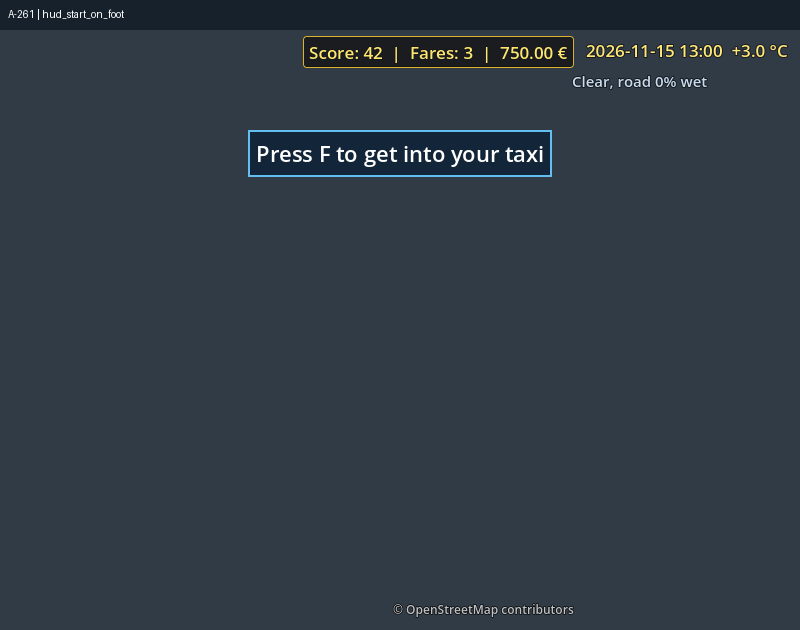 A-261 | hud_start_on_foot
Score: 42 | Fares: 3 | 750.00 € 2026-11-15 13:00 +3.0 °C
Clear, road 0% wet
Press F to get into your taxi
© OpenStreetMap contributors